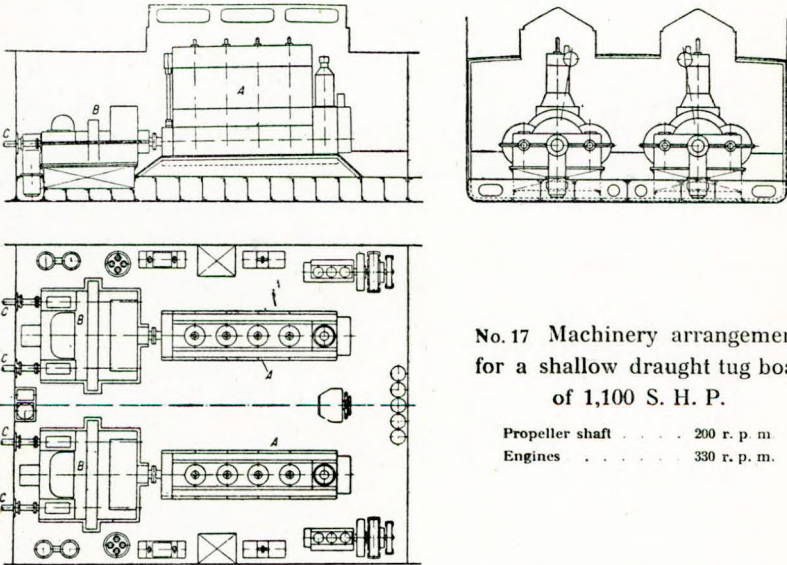 A
B
C
No. 17 Machinery arrangemen
for a shallow draught tug boa
of 1,100 S. H. P.
Propeller shaft . . . . 200 r. p. m
Engines . . . . . . 330 r. p. m.
C
B
A
C
C
B
A
C